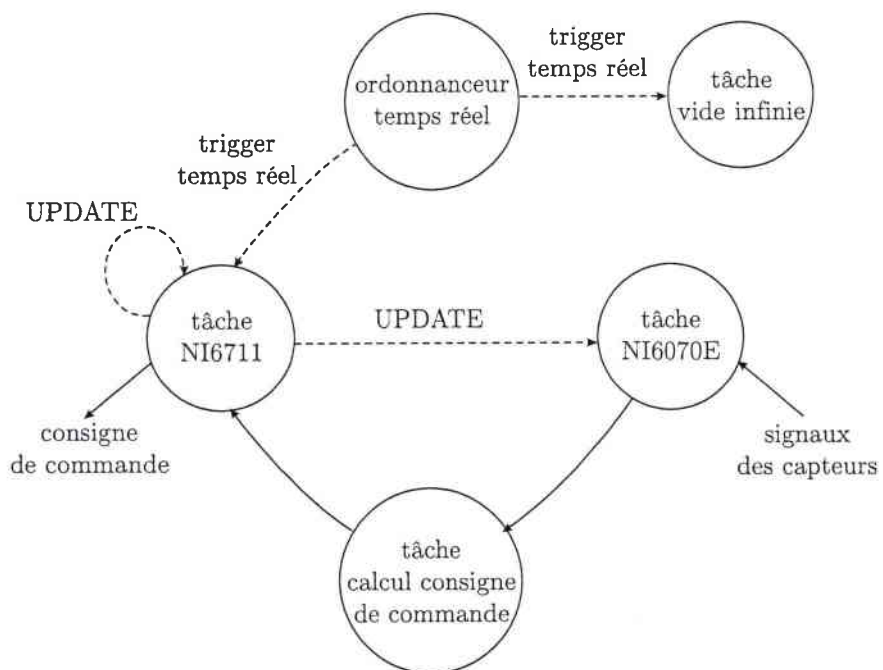 trigger
temps réel
ordonnanceur
temps réel
tâche
vide infinie
trigger
temps réel
UPDATE
tâche
NI6711
UPDATE
tâche
NI6070E
consigne
de commande
signaux
des capteurs
tâche
calcul consigne
de commande